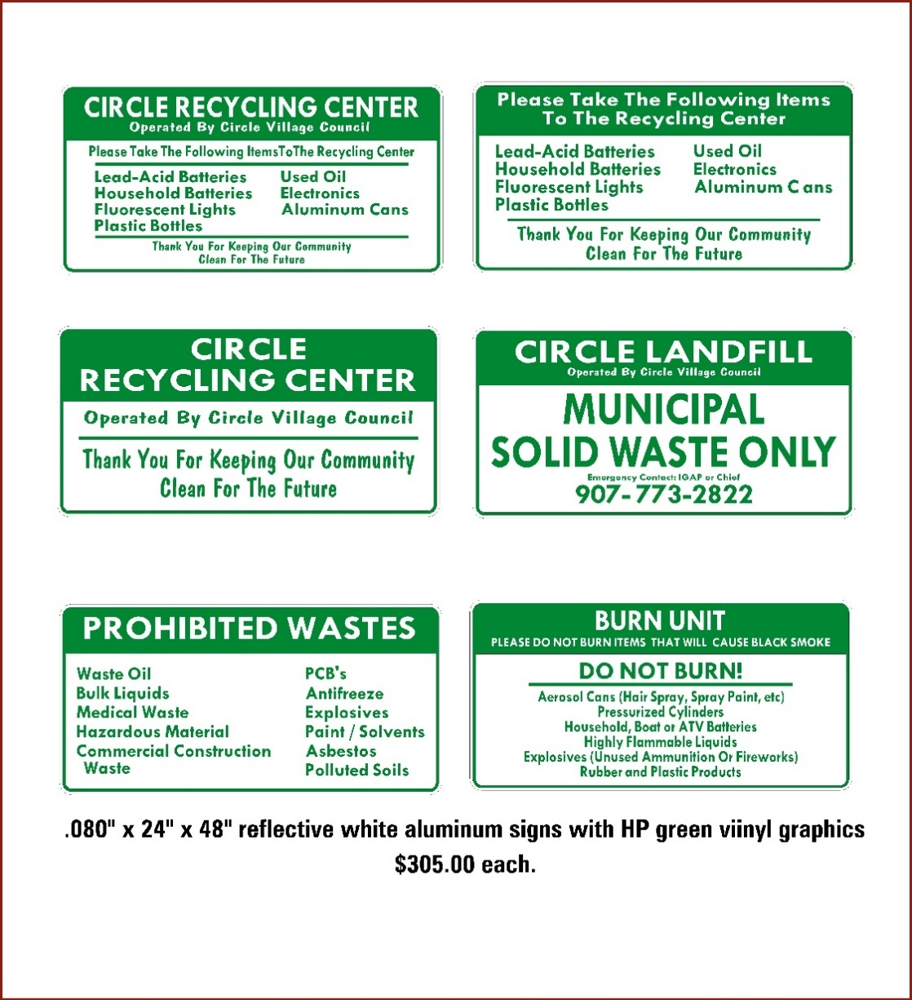 CIRCLE RECYCLING CENTER
Operated By Circle Village Council
Please Take The Following ItemsToThe Recycling Center
Lead-Acid Batteries Used Oil
Household Batteries Electronics
Fluorescent Lights Aluminum Cans
Plastic Bottles
Thank You For Keeping Our Community
Clean For The Future
Please Take The Following Items
To The Recycling Center
Lead-Acid Batteries Used Oil
Household Batteries Electronics
Fluorescent Lights Aluminum C ans
Plastic Bottles
Thank You For Keeping Our Community
Clean For The Future
CIRCLE
RECYCLING CENTER
Operated By Circle Village Council
Thank You For Keeping Our Community
Clean For The Future
CIRCLE LANDFILL
Operated By Circle Village Council
MUNICIPAL
SOLID WASTE ONLY
Emergency Contact: IGAP or Chief
907-773-2822
PROHIBITED WASTES
Waste Oil PCB's
Bulk Liquids Antifreeze
Medical Waste Explosives
Hazardous Material Paint / Solvents
Commercial Construction Asbestos
Waste Polluted Soils
BURN UNIT
PLEASE DO NOT BURN ITEMS THAT WILL CAUSE BLACK SMOKE
DO NOT BURN!
Aerosol Cans (Hair Spray, Spray Paint, etc)
Pressurized Cylinders
Household, Boat or ATV Batteries
Highly Flammable Liquids
Explosives (Unused Ammunition Or Fireworks)
Rubber and Plastic Products
.080" x 24" x 48" reflective white aluminum signs with HP green viinyl graphics
$305.00 each.